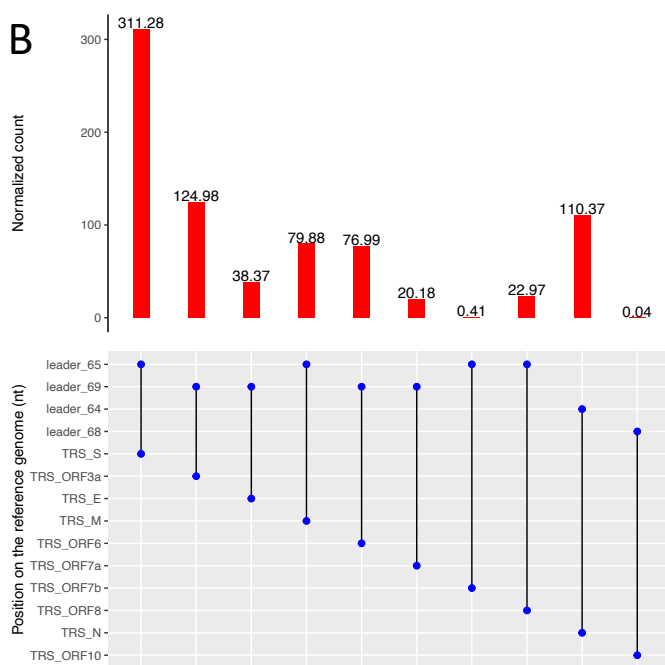 B
Normalized count
300
200
100
0
311.28
124.98
38.37
79.88
76.99
20.18
0.41
22.97
110.37
0.04
Position on the reference genome (nt)
leader_65
leader_69
leader_64
leader_68
TRS_S
TRS_ORF3a
TRS_E
TRS_M
TRS_ORF6
TRS_ORF7a
TRS_ORF7b
TRS_ORF8
TRS_N
TRS_ORF10